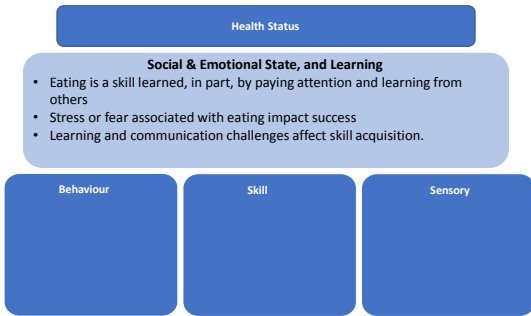 Health Status
Social & Emotional State, and Learning
• Eating is a skill learned, in part, by paying attention and learning from
others
• Stress or fear associated with eating impact success
• Learning and communication challenges affect skill acquisition.
Behaviour
Skill
Sensory